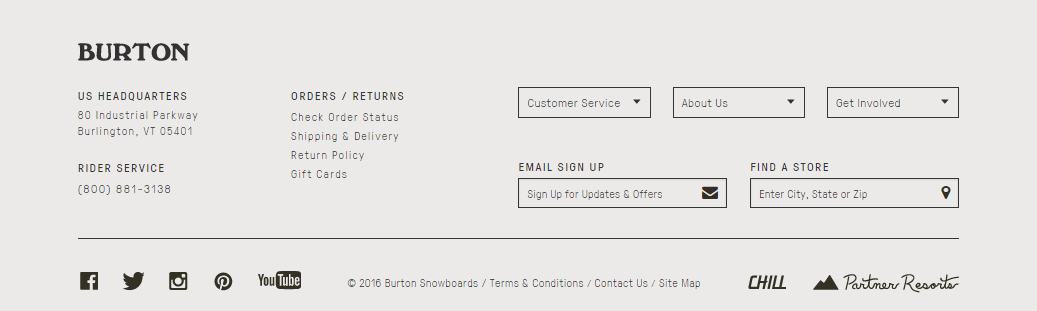 BURTON
US HEADQUARTERS
80 Industrial Parkway
Burlington, VT 05401
RIDER SERVICE
(800) 881-3138
ORDERS / RETURNS
Check Order Status
Shipping & Delivery
Return Policy
Gift Cards
Customer Service
About Us
Get Involved
EMAIL SIGN UP
Sign Up for Updates & Offers
FIND A STORE
Enter City, State or Zip
You Tube
© 2016 Burton Snowboards / Terms & Conditions / Contact Us / Site Map
CHILL
Partner Resorts